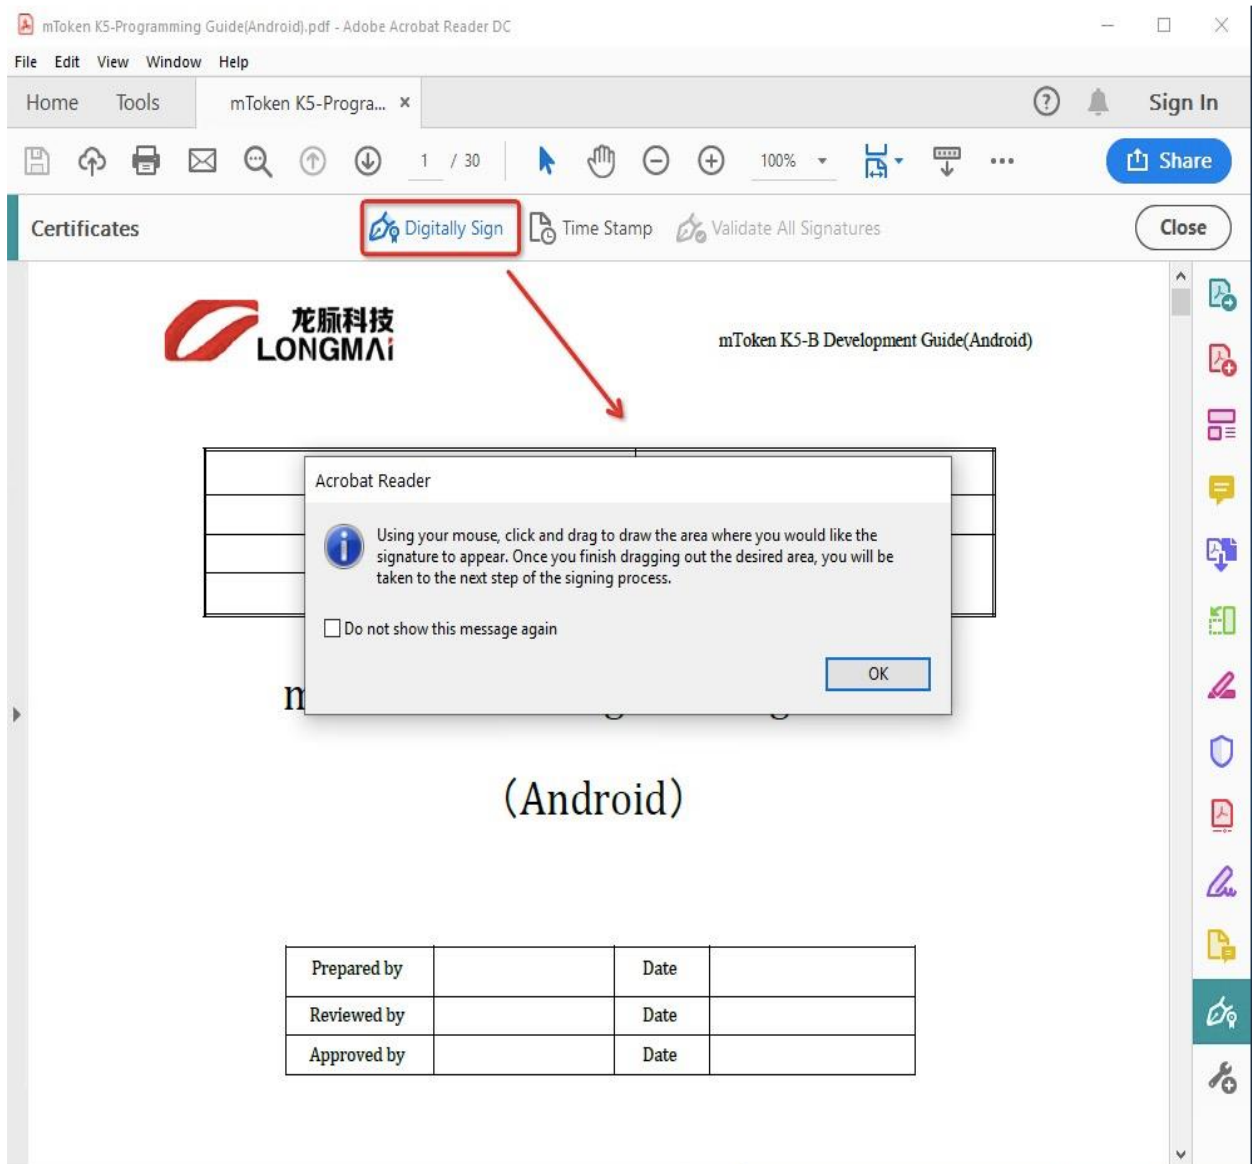 mToken K5-Programming Guide(Android).pdf - Adobe Acrobat Reader DC
File Edit View Window Help
Home Tools mToken K5-Progra... × Sign In
1 / 30 100% Share
Certificates Digitally Sign Time Stamp Validate All Signatures Close
龙脉科技
LONGMAi
mToken K5-B Development Guide(Android)
Acrobat Reader
Using your mouse, click and drag to draw the area where you would like the
signature to appear. Once you finish dragging out the desired area, you will be
taken to the next step of the signing process.
Do not show this message again
OK
(Android)
Prepared by Date
Reviewed by Date
Approved by Date